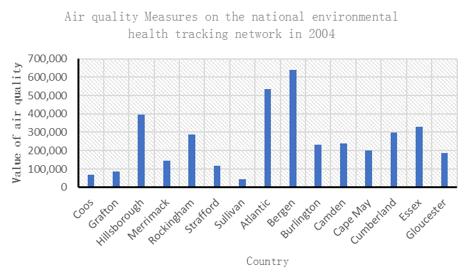 Air quality Measures on the national environmental
health tracking network in 2004
Value of air quality
700,000
600,000
500,000
400,000
300,000
200,000
100,000
0
Coos
Grafton
Hillsborough
Merrimack
Rockingham
Strafford
Sullivan
Atlantic
Bergen
Burlington
Camden
Cape May
Cumberland
Essex
Gloucester
Country